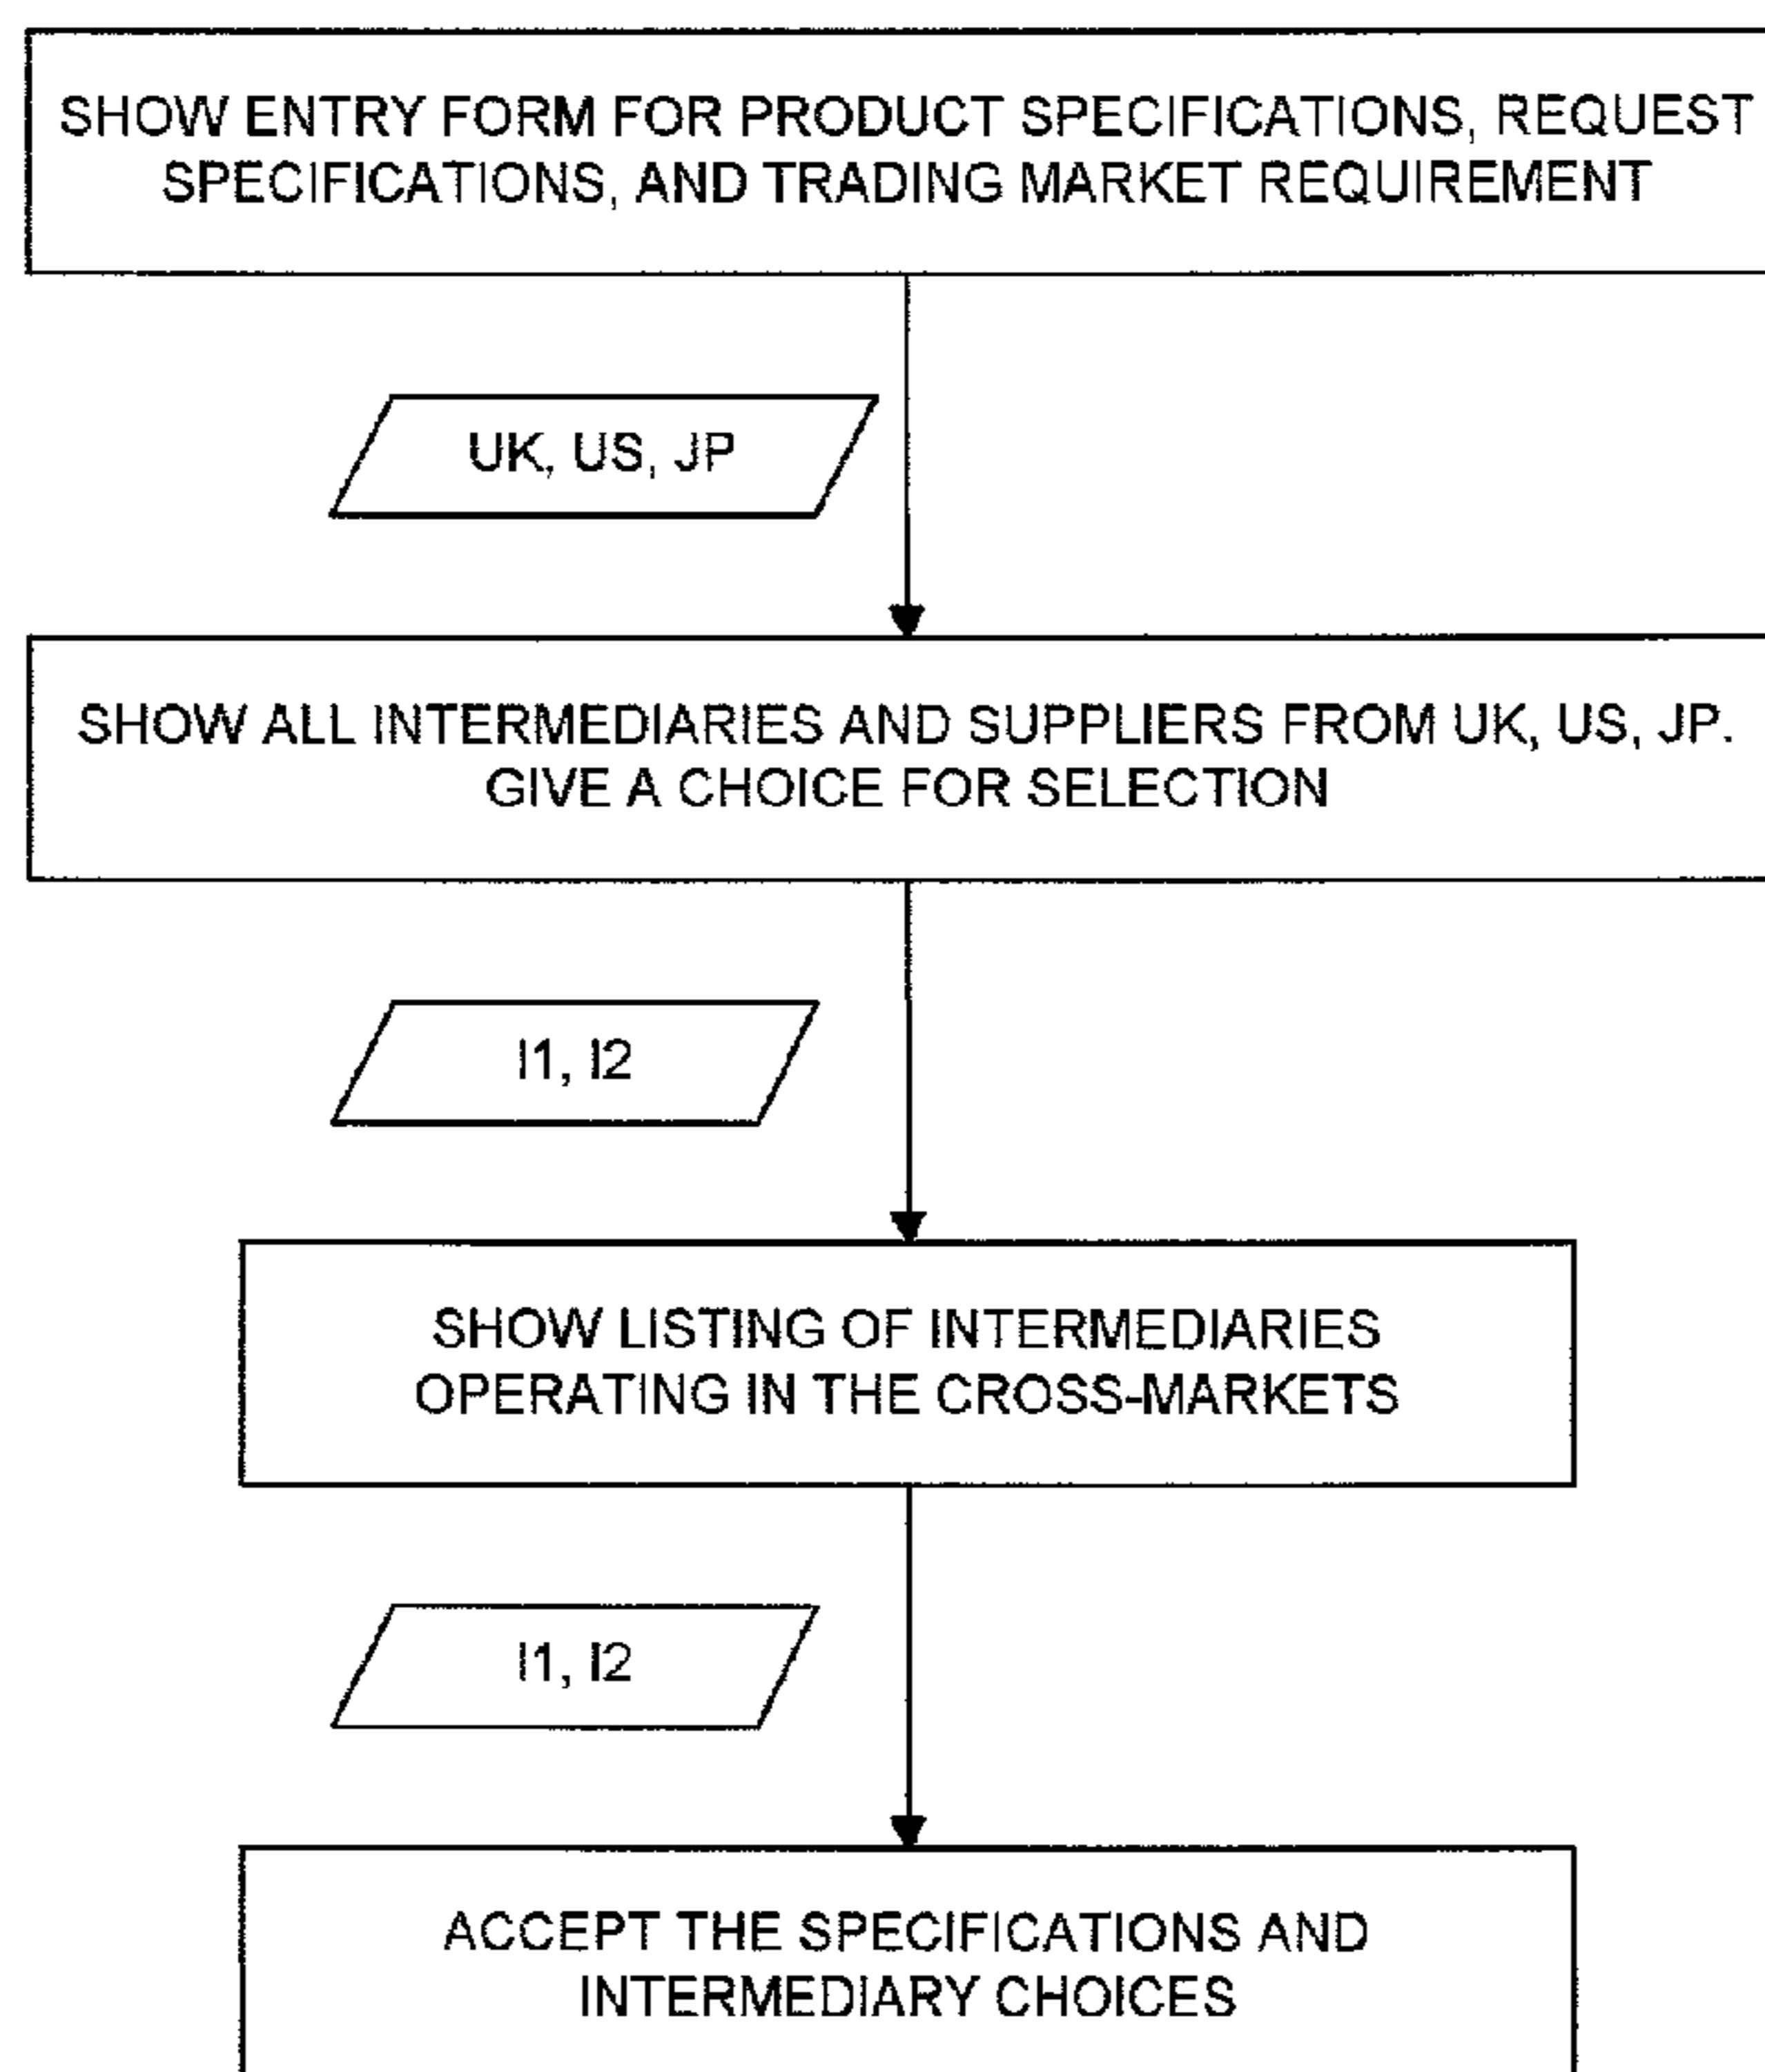 SHOW ENTRY FORM FOR PRODUCT SPECIFICATIONS, REQUEST
SPECIFICATIONS, AND TRADING MARKET REQUIREMENT
UK, US, JP
SHOW ALL INTERMEDIARIES AND SUPPLIERS FROM UK, US, JP.
GIVE A CHOICE FOR SELECTION
I1, I2
SHOW LISTING OF INTERMEDIARIES
OPERATING IN THE CROSS-MARKETS
I1, I2
ACCEPT THE SPECIFICATIONS AND
INTERMEDIARY CHOICES